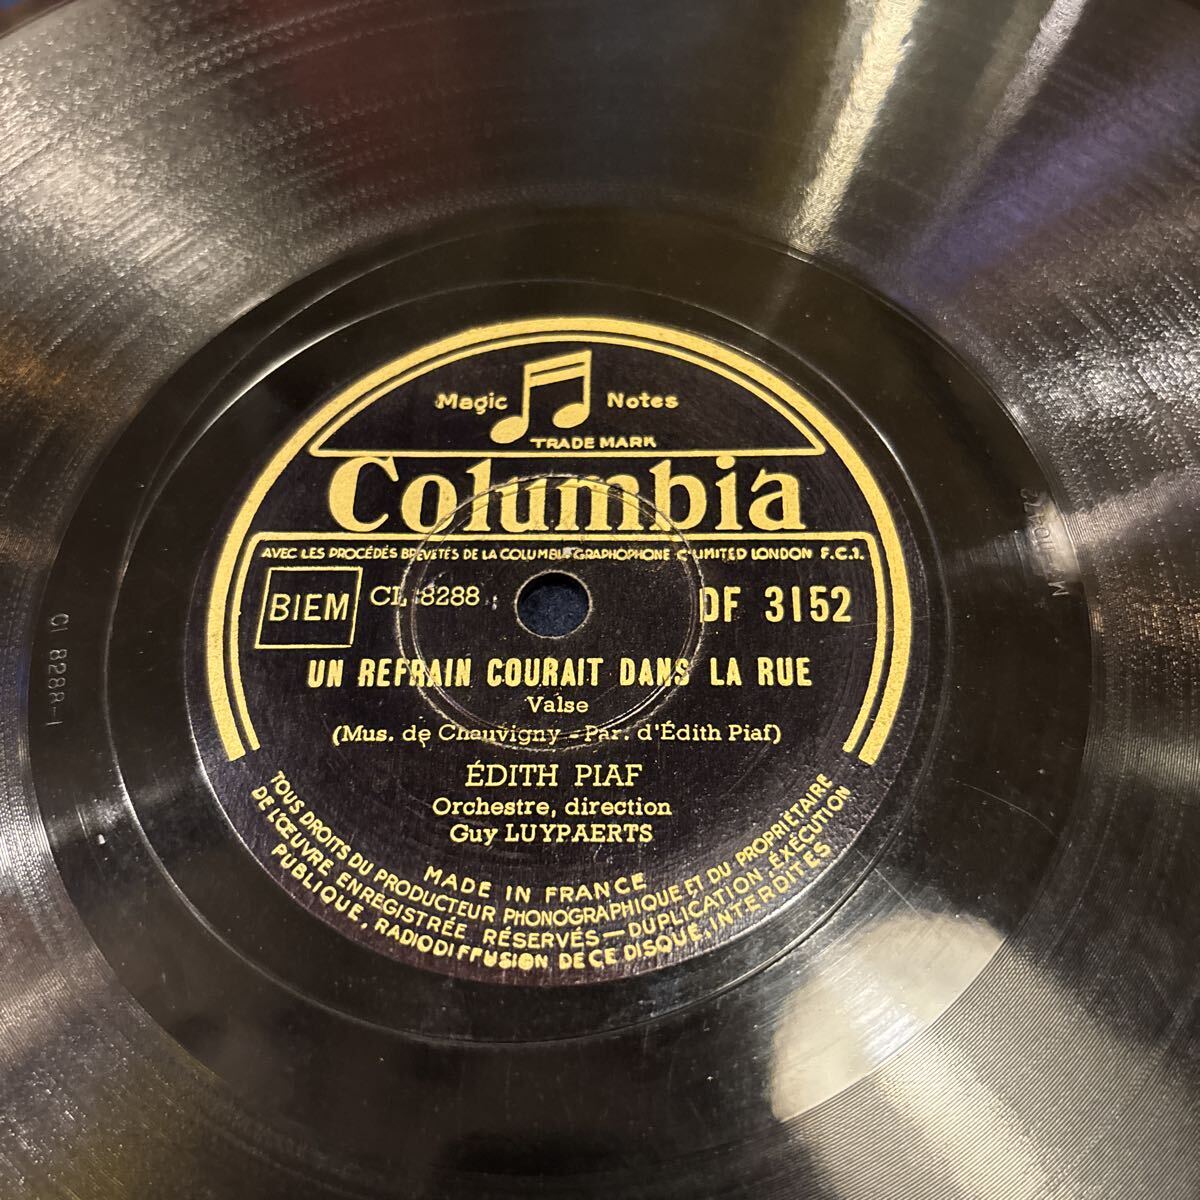 Magic Notes
TRADE MARK
Columbia
AVEC LES PROCÉDÉS BREVETÉS DE LA COLUMBIA GRAPHOPHONE Cº LIMITED LONDON F.C.1.
BIEM CL 8288 DF 3152
UN REFRAIN COURAIT DANS LA RUE
Valse
(Mus. de Chauvigny - Par. d'Édith Piaf)
ÉDITH PIAF
Orchestre, direction
Guy LUYPAERTS
MADE IN FRANCE
TOUS DROITS DU PRODUCTEUR PHONOGRAPHIQUE ET DU PROPRIÉTAIRE
DE L'ŒUVRE ENREGISTRÉE RÉSERVÉS — DUPLICATION EXÉCUTION
PUBLIQUE, RADIODIFFUSION DE CE DISQUE, INTERDITES
Cl 8288-1